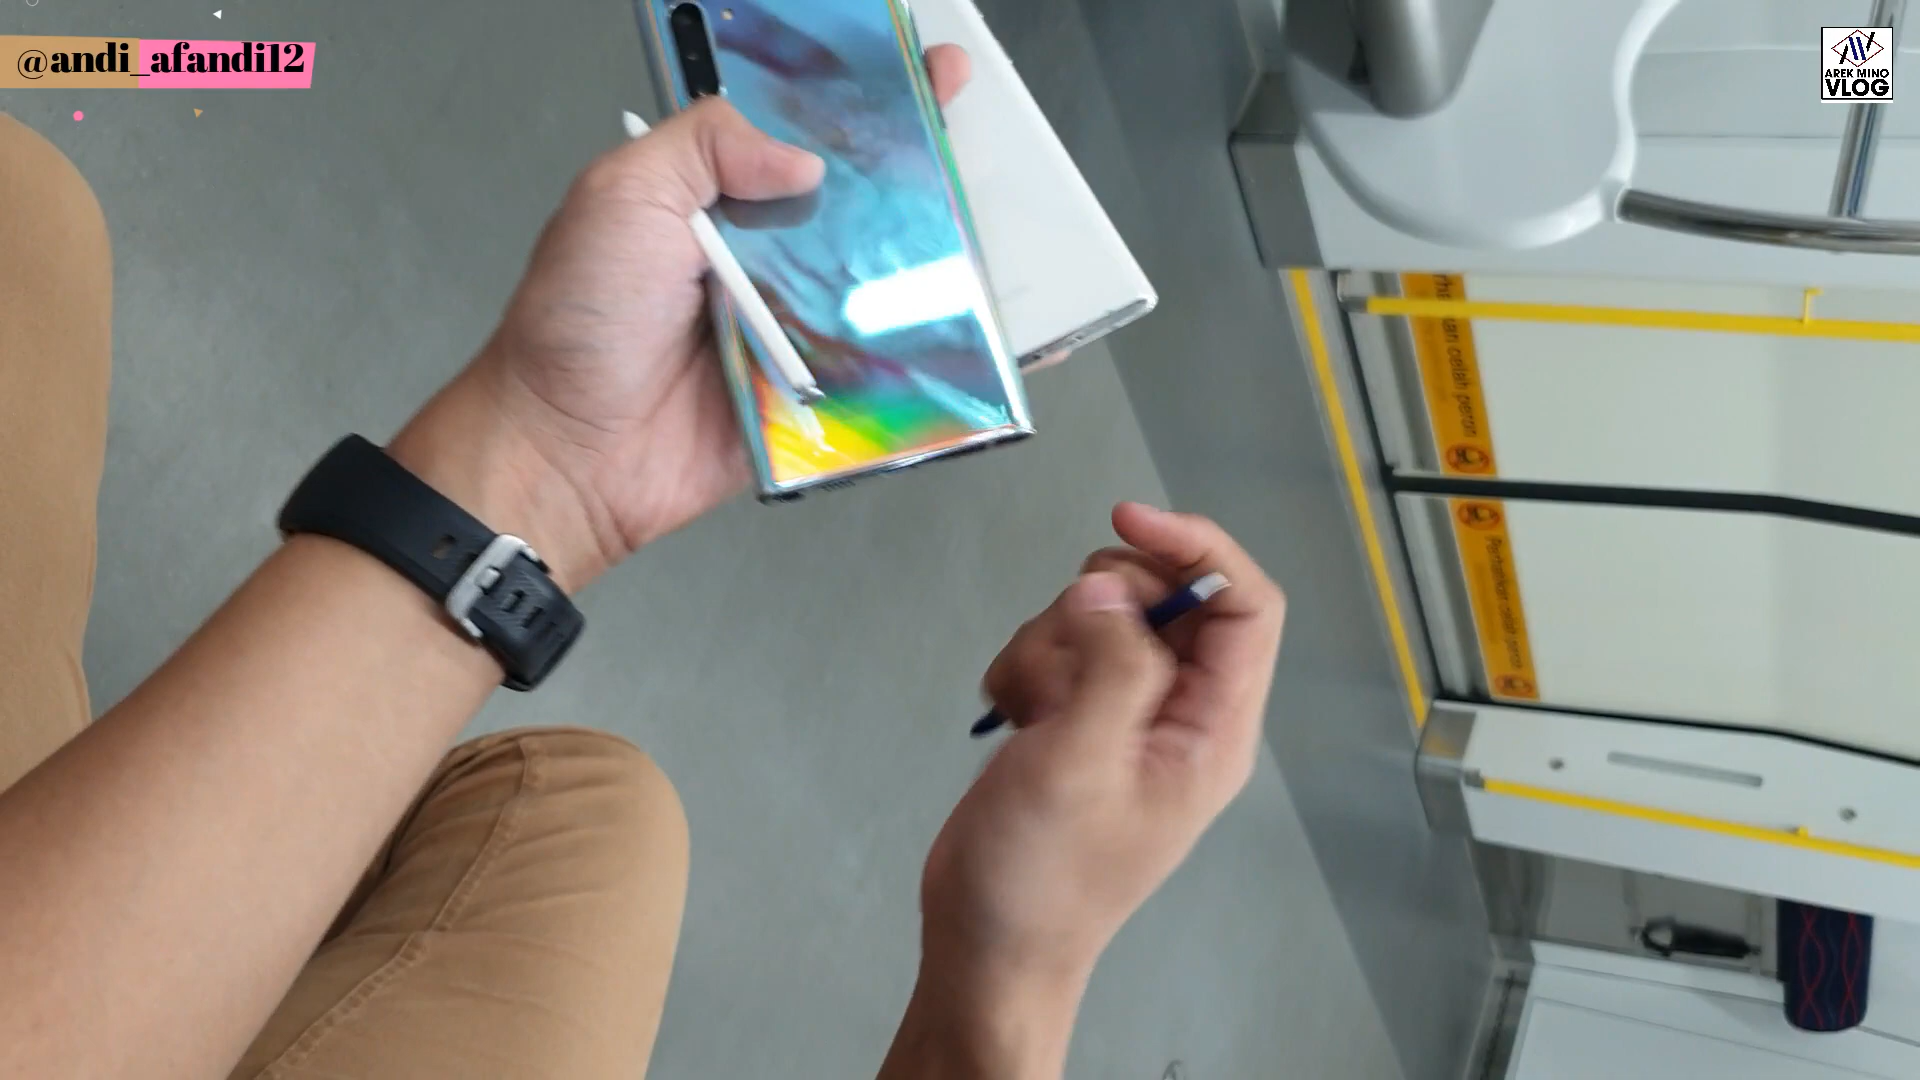 @andi_afandi12
AREK MINO
VLOG
celah peron
Perhatikan celah peron